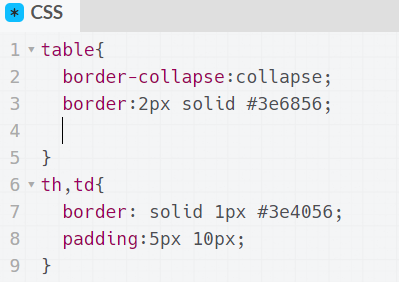 * CSS
1 table{
2 border-collapse:collapse;
3 border:2px solid #3e6856;
4
5 }
6 th,td{
7 border: solid 1px #3e4056;
8 padding:5px 10px;
9 }